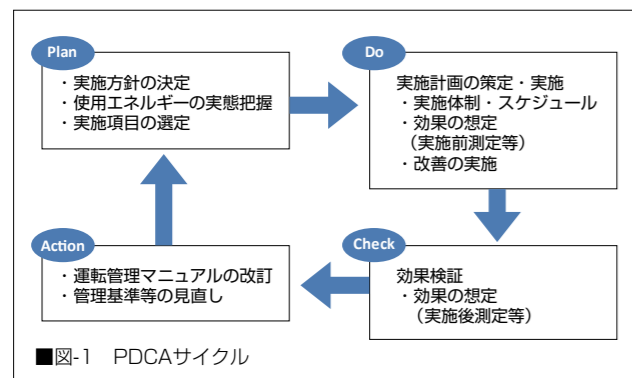 Plan
・実施方針の決定
・使用エネルギーの実態把握
・実施項目の選定
Do
実施計画の策定・実施
・実施体制・スケジュール
・効果の想定
（実施前測定等）
・改善の実施
Check
効果検証
・効果の想定
（実施後測定等）
Action
・運転管理マニュアルの改訂
・管理基準等の見直し
■図-1　PDCAサイクル